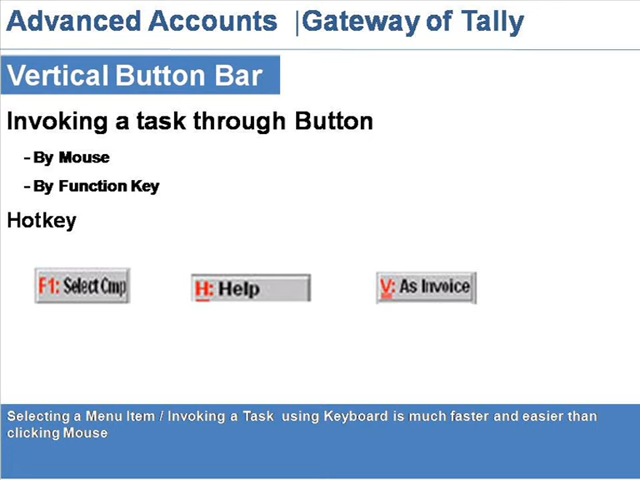 Advanced Accounts |Gateway of Tally
Vertical Button Bar
Invoking a task through Button
- By Mouse
- By Function Key
Hotkey
F1: Select Cmp H: Help V: As Invoice
Selecting a Menu Item / Invoking a Task using Keyboard is much faster and easier than
clicking Mouse